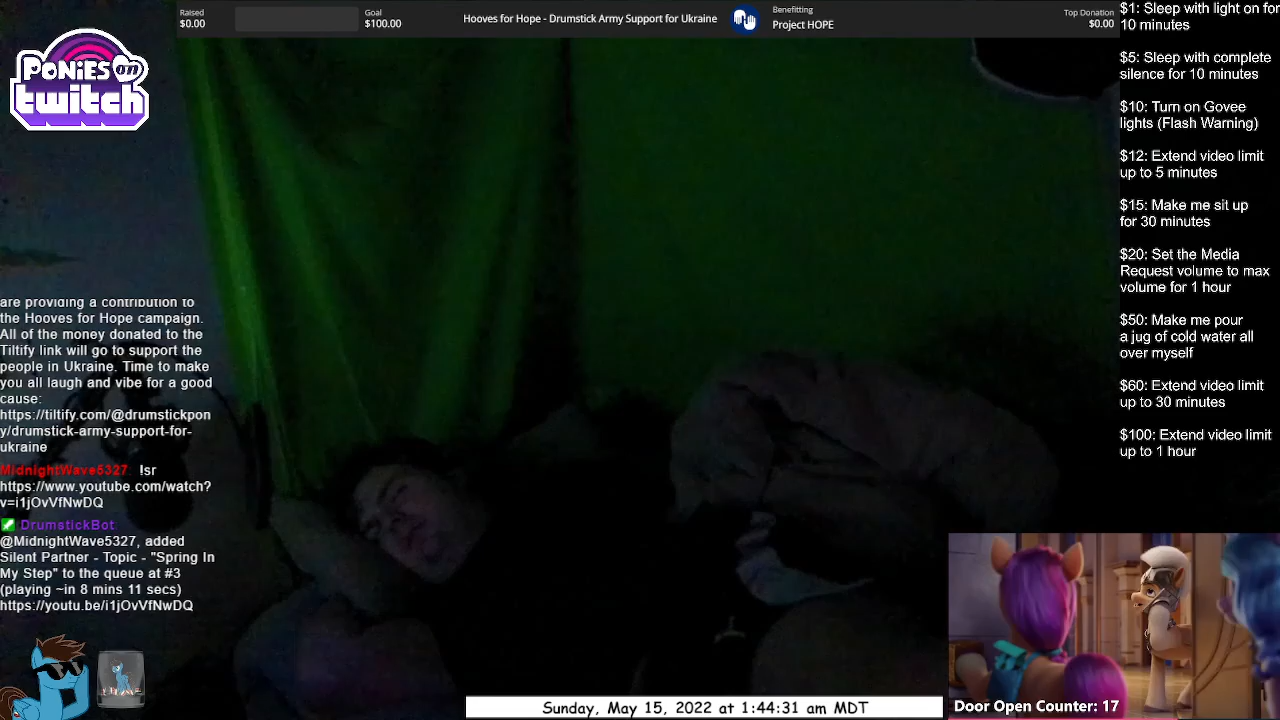 Raised
$0.00
Goal
$100.00
Hooves for Hope - Drumstick Army Support for Ukraine
Benefitting
Project HOPE
Top Donation
$0.00
PONiES on
twitch
$1: Sleep with light on for
10 minutes
$5: Sleep with complete
silence for 10 minutes
$10: Turn on Govee
lights (Flash Warning)
$12: Extend video limit
up to 5 minutes
$15: Make me sit up
for 30 minutes
$20: Set the Media
Request volume to max
volume for 1 hour
$50: Make me pour
a jug of cold water all
over myself
$60: Extend video limit
up to 30 minutes
$100: Extend video limit
up to 1 hour
are providing a contribution to
the Hooves for Hope campaign.
All of the money donated to the
Tiltify link will go to support the
people in Ukraine. Time to make
you all laugh and vibe for a good
cause:
https://tiltify.com/@drumstickpon
y/drumstick-army-support-for-
ukraine
MidnightWave5327: !sr
https://www.youtube.com/watch?
v=i1jOvVfNwDQ
DrumstickBot:
@MidnightWave5327, added
Silent Partner - Topic - "Spring In
My Step" to the queue at #3
(playing ~in 8 mins 11 secs)
https://youtu.be/i1jOvVfNwDQ
Door Open Counter: 17
Sunday, May 15, 2022 at 1:44:31 am MDT